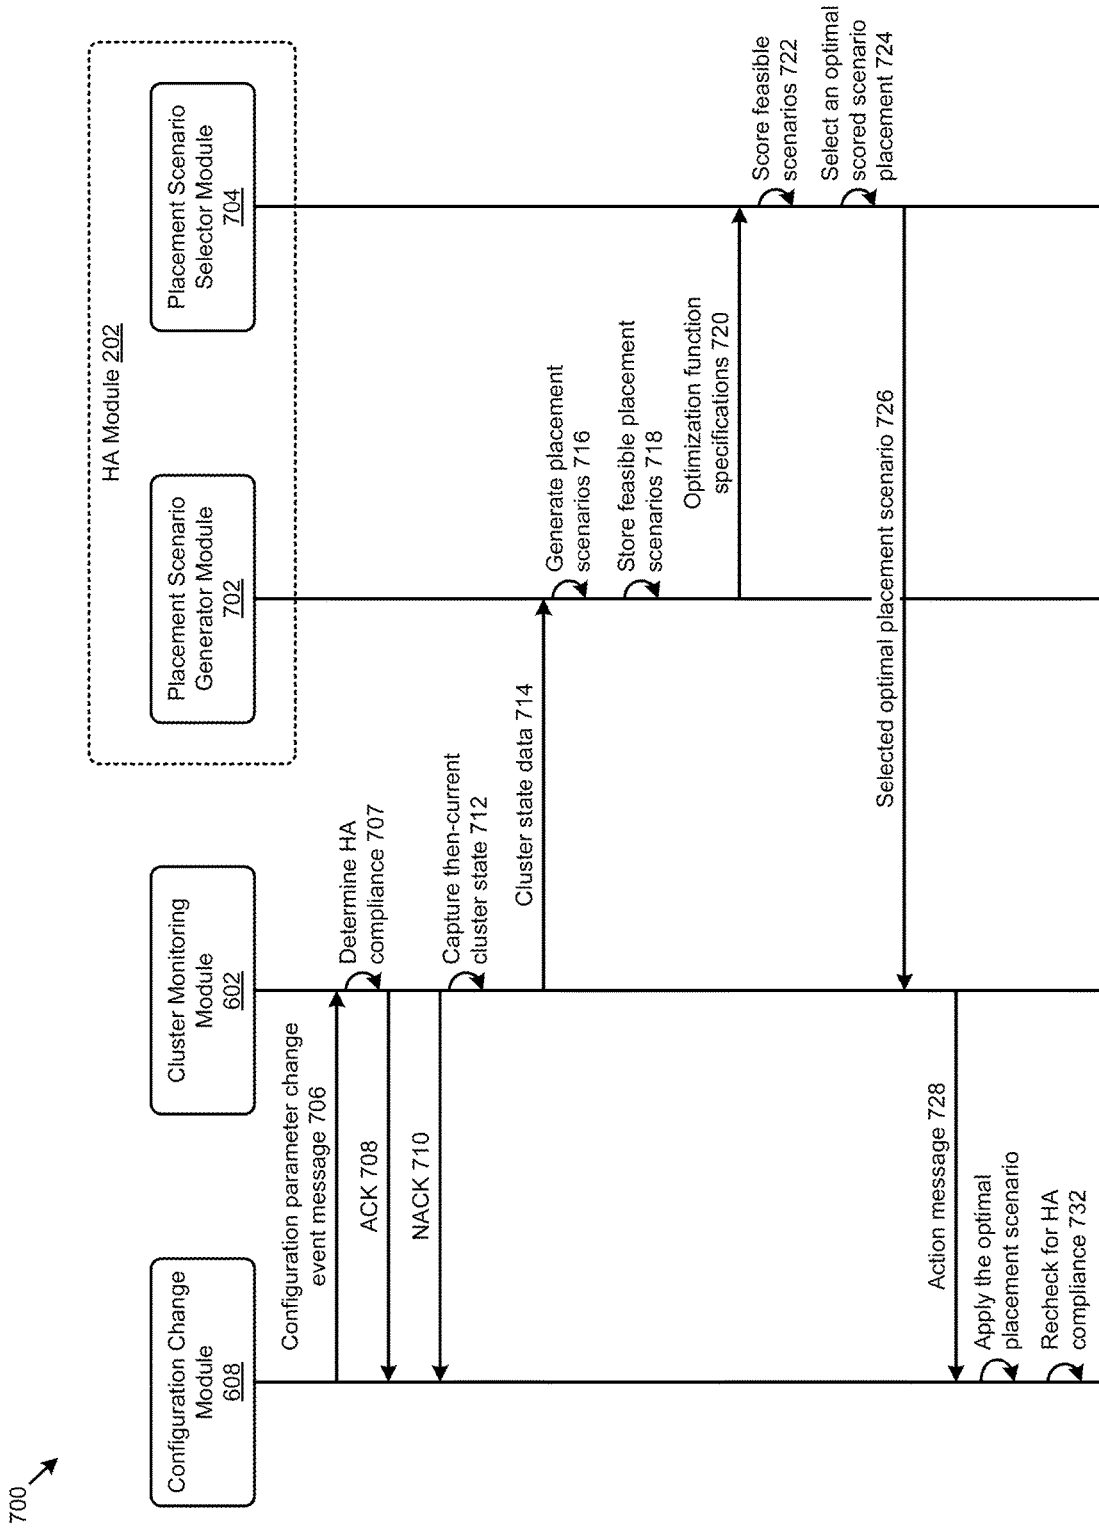 700
HA Module 202
Configuration Change
Module
608
Cluster Monitoring
Module
602
Placement Scenario
Generator Module
702
Placement Scenario
Selector Module
704
Configuration parameter change
event message 706
Determine HA
compliance 707
ACK 708
NACK 710
Capture then-current
cluster state 712
Cluster state data 714
Generate placement
scenarios 716
Store feasible placement
scenarios 718
Optimization function
specifications 720
Score feasible
scenarios 722
Select an optimal
scored scenario
placement 724
Selected optimal placement scenario 726
Action message 728
Apply the optimal
placement scenario
Recheck for HA
compliance 732